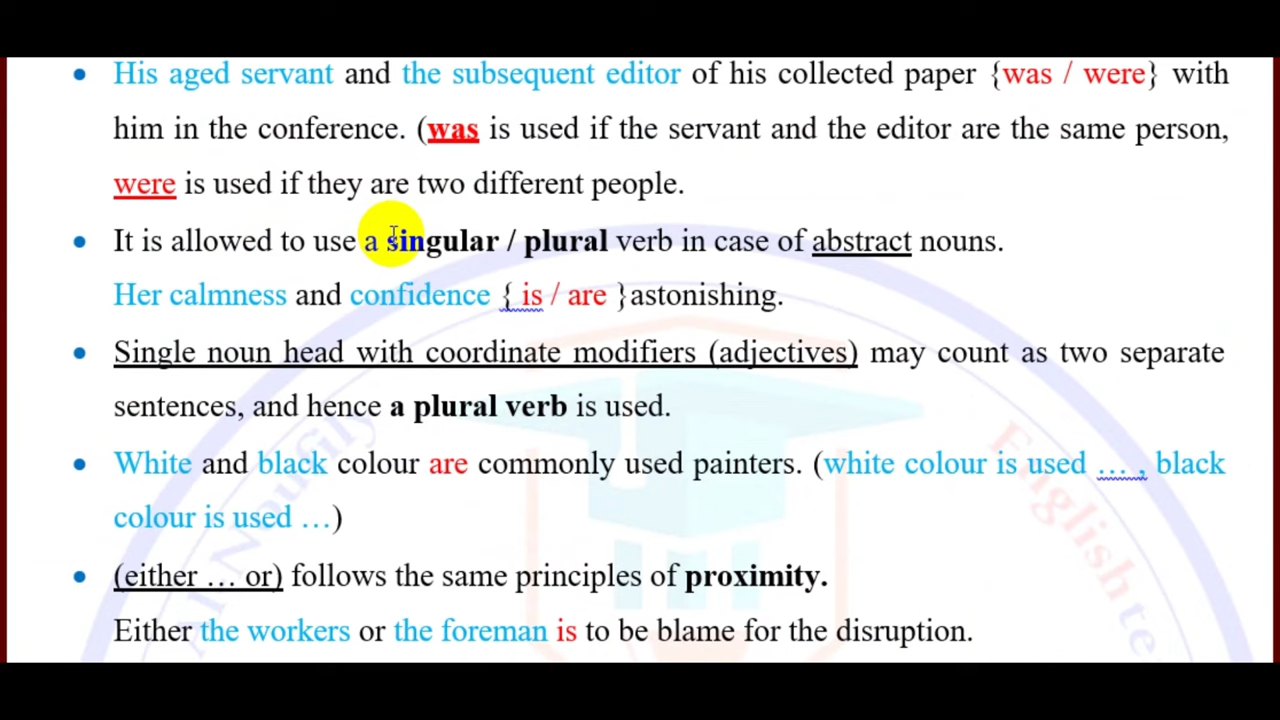 • His aged servant and the subsequent editor of his collected paper {was / were} with
him in the conference. (was is used if the servant and the editor are the same person,
were is used if they are two different people.
• It is allowed to use a singular / plural verb in case of abstract nouns.
Her calmness and confidence { is / are }astonishing.
• Single noun head with coordinate modifiers (adjectives) may count as two separate
sentences, and hence a plural verb is used.
• White and black colour are commonly used painters. (white colour is used … , black
colour is used …)
• (either … or) follows the same principles of proximity.
Either the workers or the foreman is to be blame for the disruption.
Al Noufily
English te